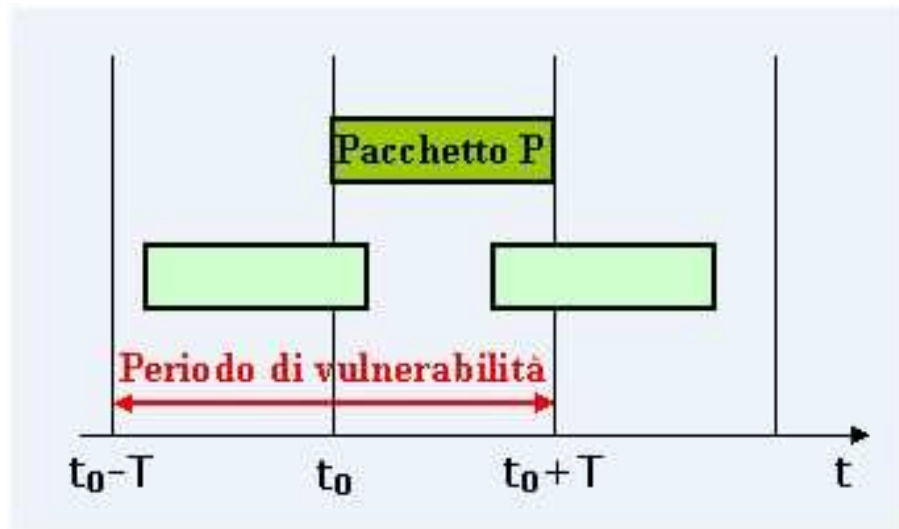 Pacchetto P
Periodo di vulnerabilità
t₀-T t₀ t₀+T t